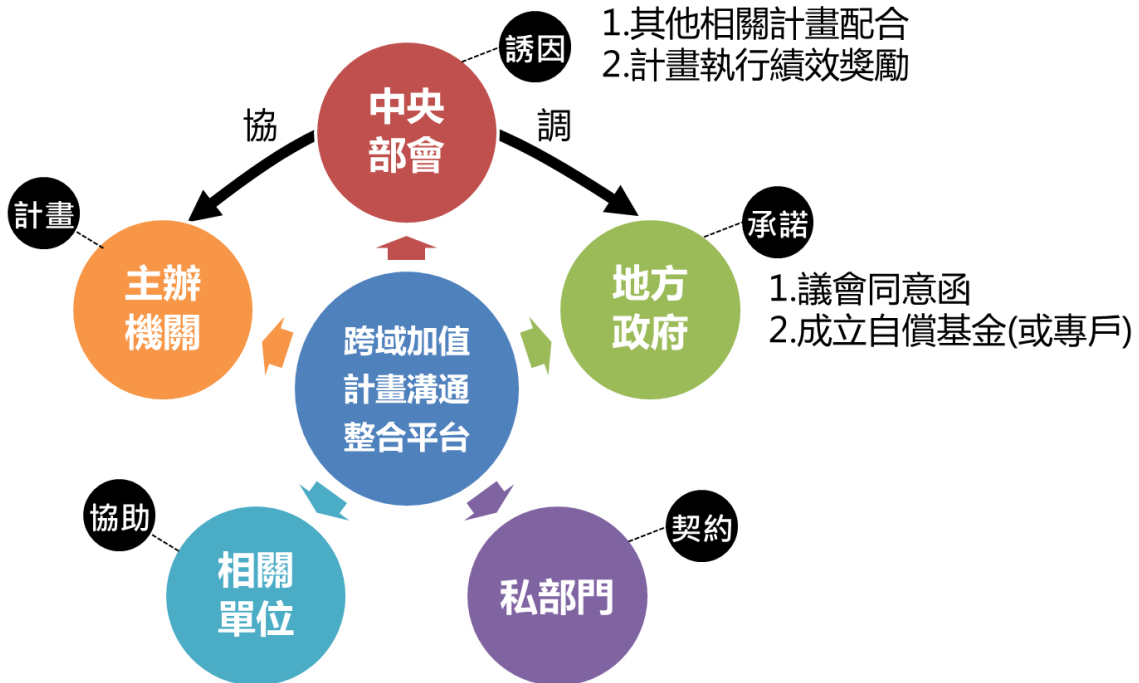 誘因
1.其他相關計畫配合
2.計畫執行績效獎勵
中央
部會
協
調
計畫
主辦
機關
承諾
地方
政府
1.議會同意函
2.成立自償基金(或專戶)
跨域加值
計畫溝通
整合平台
協助
相關
單位
契約
私部門